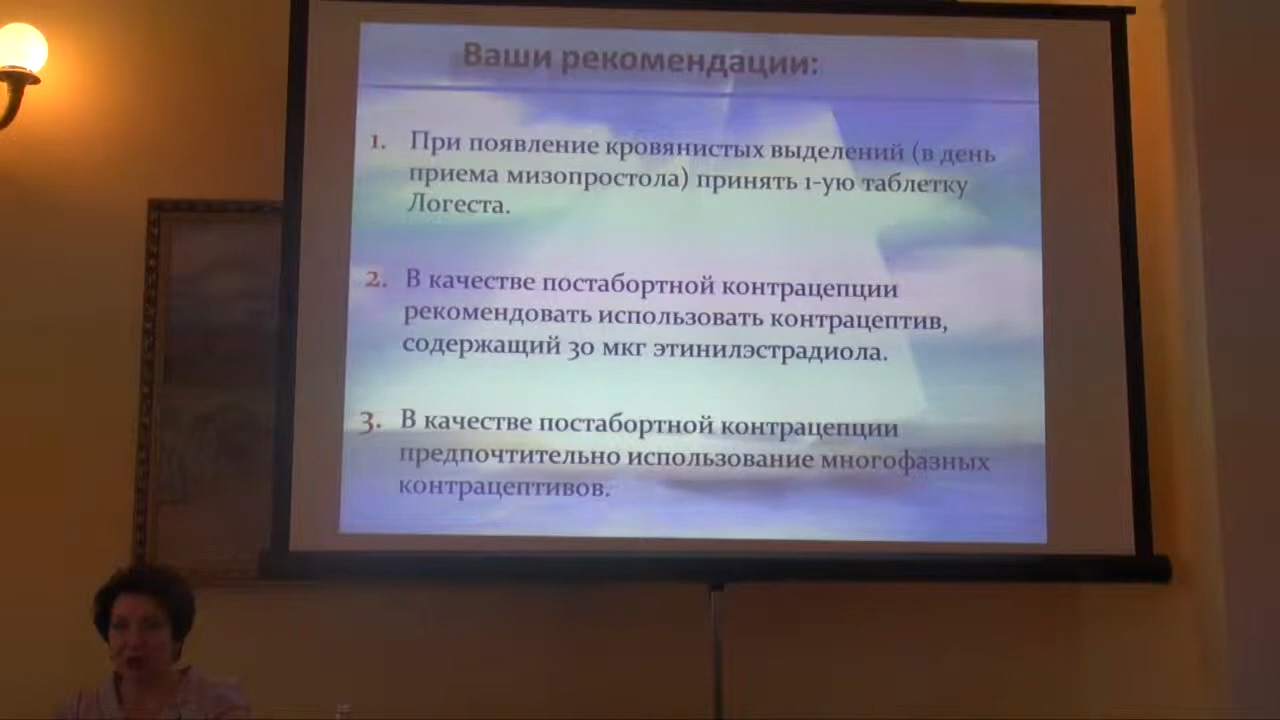 Ваши рекомендации:
1. При появление кровянистых выделений (в день
приема мизопростола) принять 1-ую таблетку
Логеста.
2. В качестве постабортной контрацепции
рекомендовать использовать контрацептив,
содержащий 30 мкг этинилэстрадиола.
3. В качестве постабортной контрацепции
предпочтительно использование многофазных
контрацептивов.